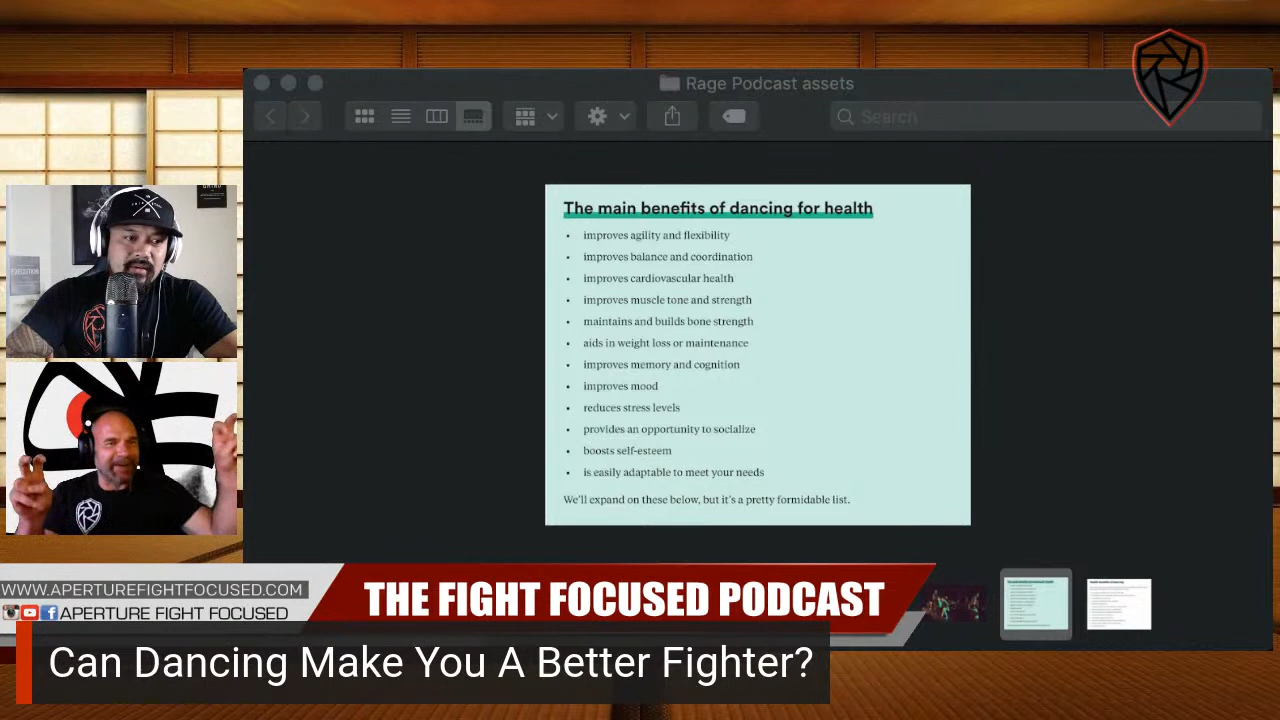 Rage Podcast assets
Search
The main benefits of dancing for health
• improves agility and flexibility
• improves balance and coordination
• improves cardiovascular health
• improves muscle tone and strength
• maintains and builds bone strength
• aids in weight loss or maintenance
• improves memory and cognition
• improves mood
• reduces stress levels
• provides an opportunity to socialize
• boosts self-esteem
• is easily adaptable to meet your needs
We'll expand on these below, but it's a pretty formidable list.
EXECUTION
WWW.APERTUREFIGHTFOCUSED.COM
APERTURE FIGHT FOCUSED
THE FIGHT FOCUSED PODCAST
Can Dancing Make You A Better Fighter?